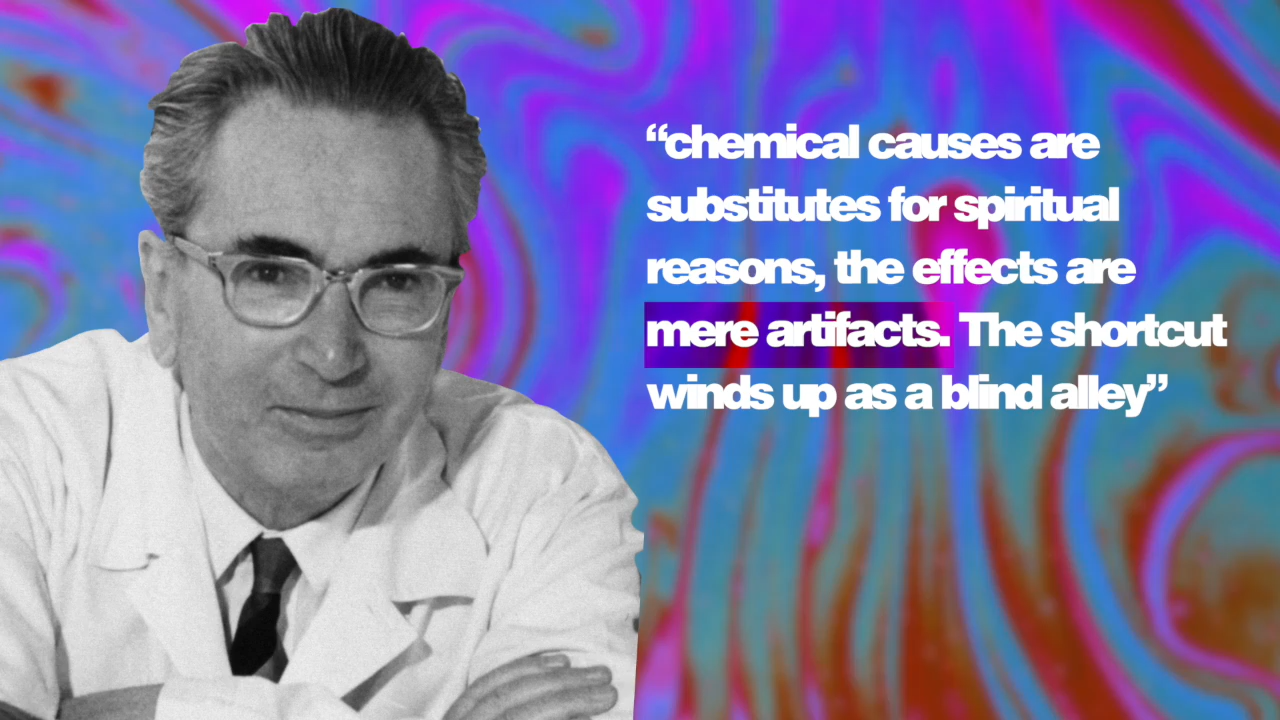 “chemical causes are
substitutes for spiritual
reasons, the effects are
mere artifacts. The shortcut
winds up as a blind alley”